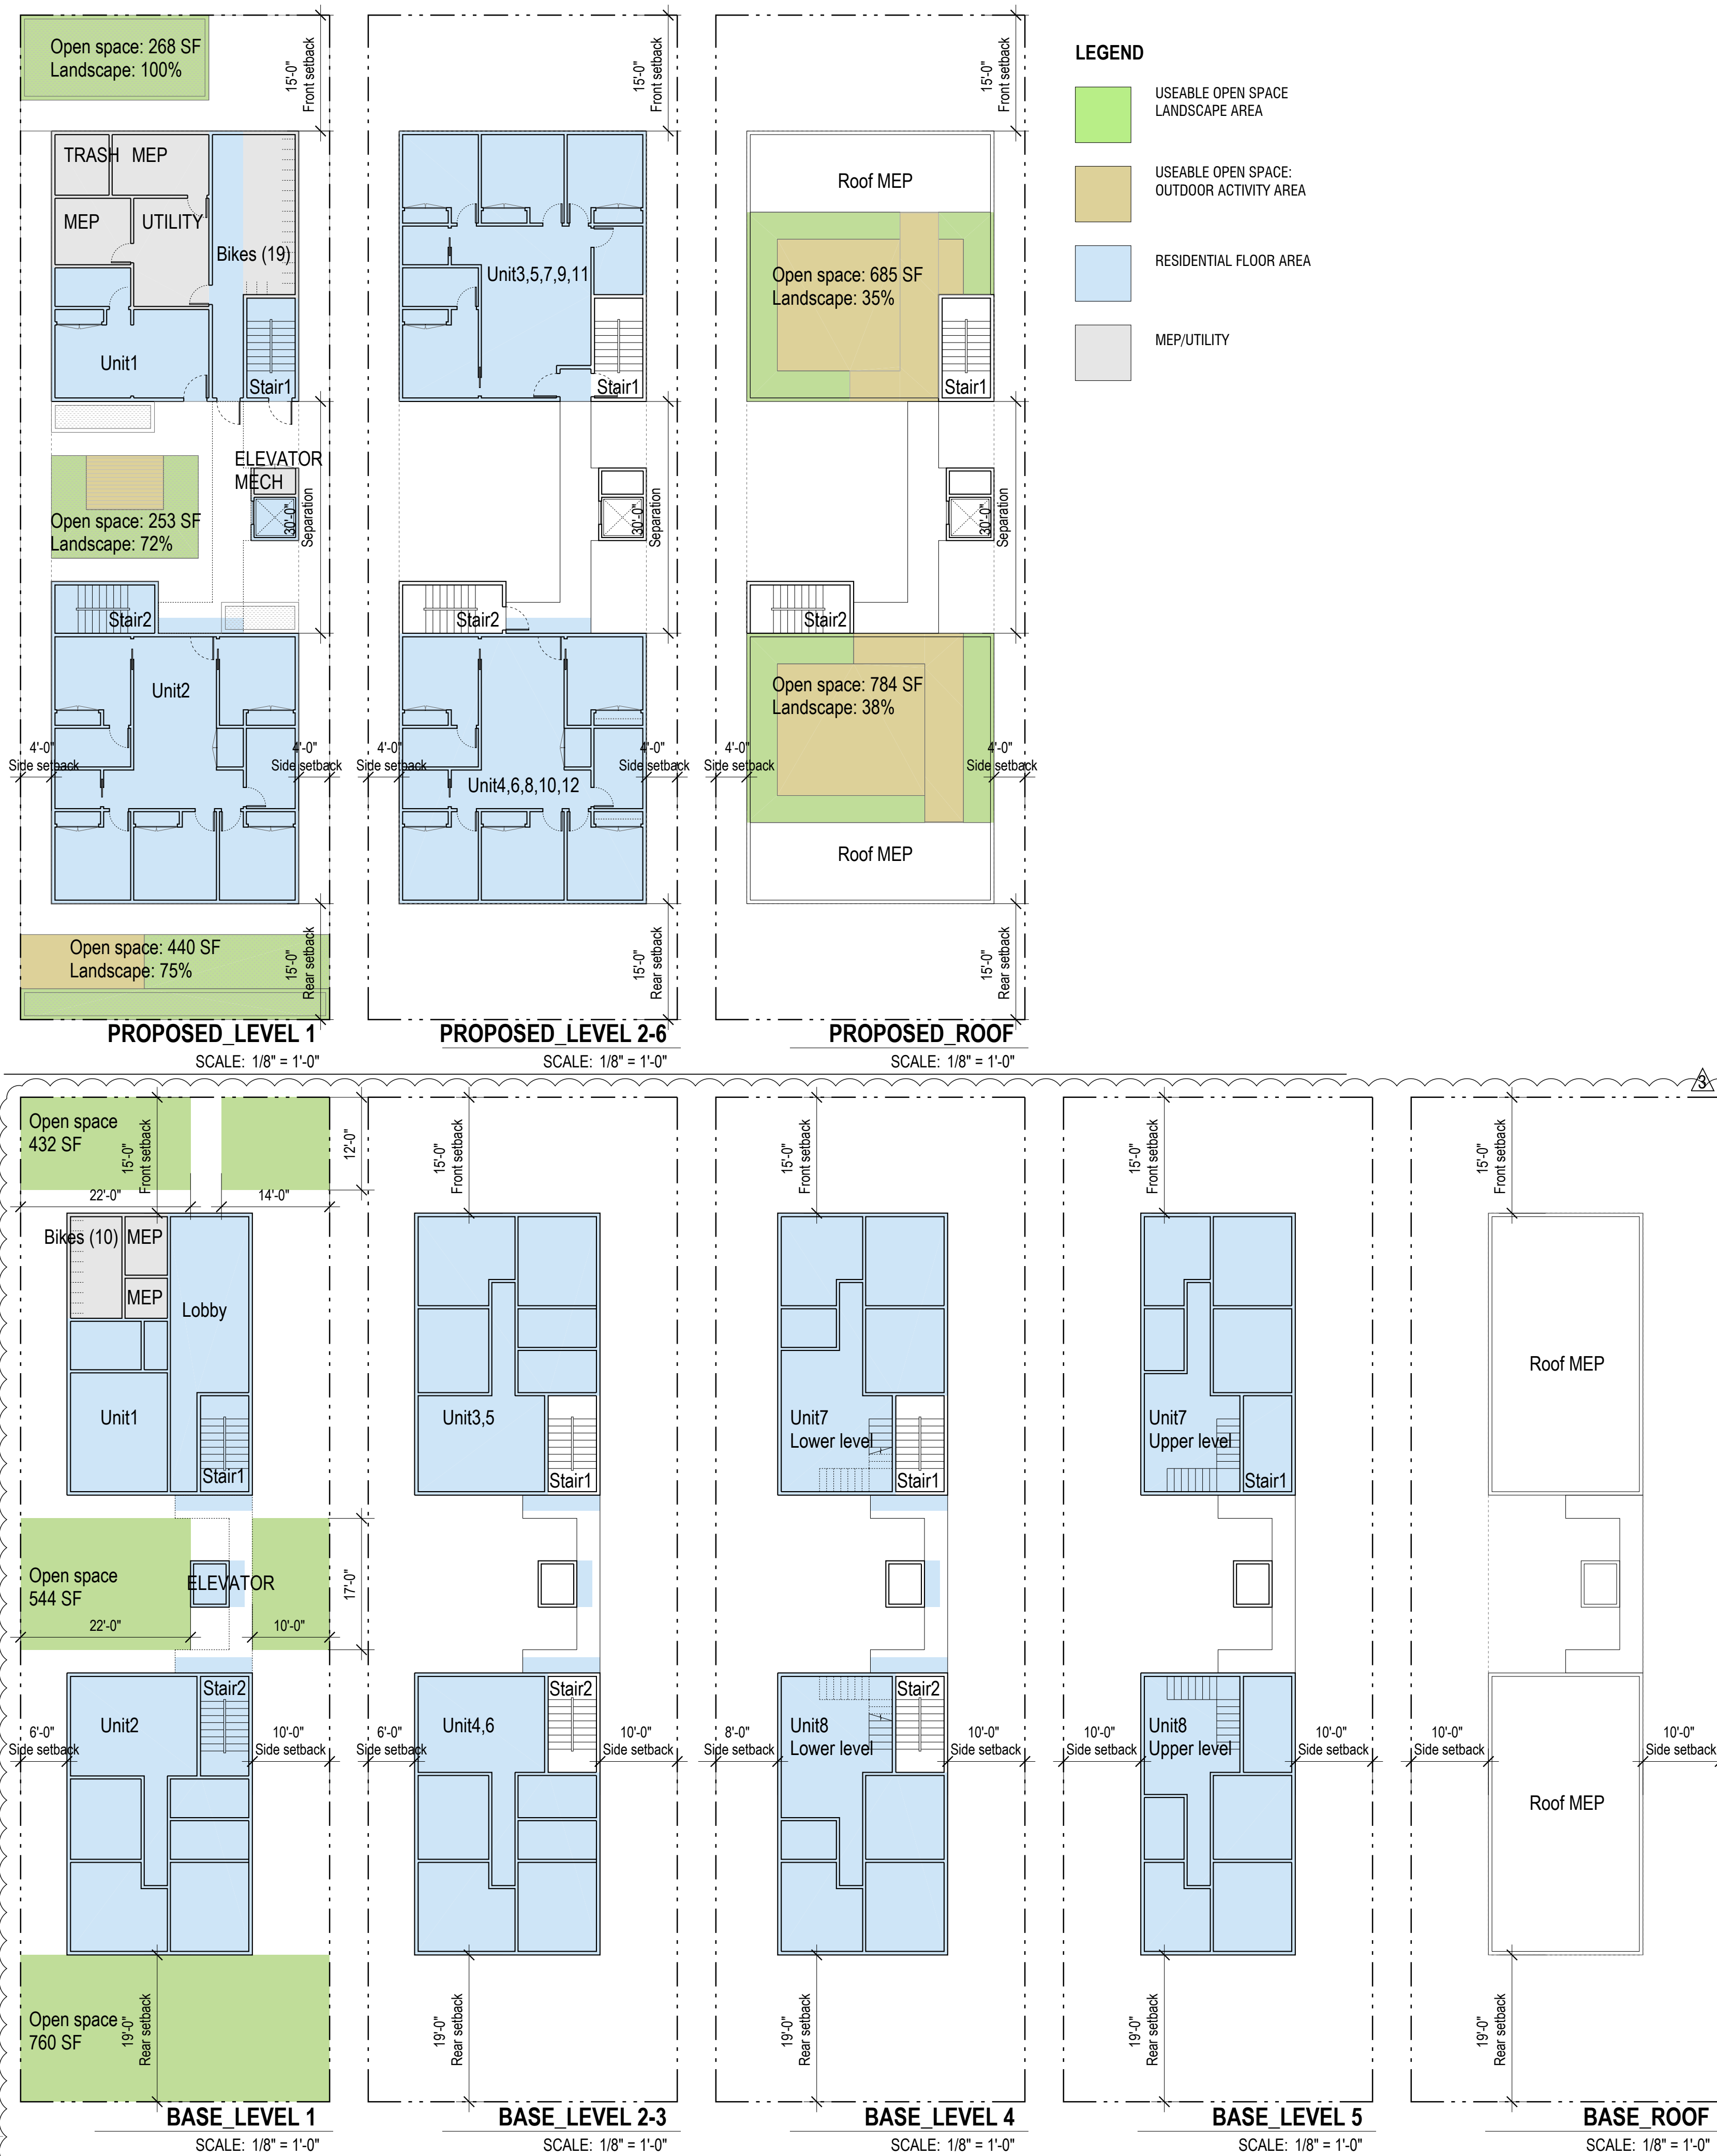 Open space: 268 SF
Landscape: 100%
15'-0"
Front setback
TRASH
MEP
MEP
UTILITY
Bikes (19)
Unit1
Stair1
ELEVATOR
MECH
30'-0"
Separation
Open space: 253 SF
Landscape: 72%
Stair2
Unit2
4'-0"
Side setback
4'-0"
Side setback
Open space: 440 SF
Landscape: 75%
15'-0"
Rear setback
PROPOSED_LEVEL 1
SCALE: 1/8" = 1'-0"
15'-0"
Front setback
Unit3,5,7,9,11
Stair1
30'-0"
Separation
Stair2
4'-0"
Side setback
4'-0"
Side setback
Unit4,6,8,10,12
15'-0"
Rear setback
PROPOSED_LEVEL 2-6
SCALE: 1/8" = 1'-0"
15'-0"
Front setback
Roof MEP
Open space: 685 SF
Landscape: 35%
Stair1
30'-0"
Separation
Stair2
Open space: 784 SF
Landscape: 38%
4'-0"
Side setback
4'-0"
Side setback
Roof MEP
15'-0"
Rear setback
PROPOSED_ROOF
SCALE: 1/8" = 1'-0"
LEGEND
USEABLE OPEN SPACE
LANDSCAPE AREA
USEABLE OPEN SPACE:
OUTDOOR ACTIVITY AREA
RESIDENTIAL FLOOR AREA
MEP/UTILITY
3
Open space
432 SF
15'-0"
Front setback
12'-0"
22'-0"
14'-0"
Bikes (10)
MEP
MEP
Lobby
Unit1
Stair1
Open space
544 SF
ELEVATOR
17'-0"
22'-0"
10'-0"
Stair2
Unit2
6'-0"
Side setback
10'-0"
Side setback
Open space
760 SF
19'-0"
Rear setback
BASE_LEVEL 1
SCALE: 1/8" = 1'-0"
15'-0"
Front setback
Unit3,5
Stair1
Stair2
Unit4,6
6'-0"
Side setback
10'-0"
Side setback
19'-0"
Rear setback
BASE_LEVEL 2-3
SCALE: 1/8" = 1'-0"
15'-0"
Front setback
Unit7
Lower level
Stair1
Stair2
Unit8
Lower level
8'-0"
Side setback
10'-0"
Side setback
19'-0"
Rear setback
BASE_LEVEL 4
SCALE: 1/8" = 1'-0"
15'-0"
Front setback
Unit7
Upper level
Stair1
Unit8
Upper level
10'-0"
Side setback
10'-0"
Side setback
19'-0"
Rear setback
BASE_LEVEL 5
SCALE: 1/8" = 1'-0"
15'-0"
Front setback
Roof MEP
10'-0"
Side setback
10'-0"
Side setback
Roof MEP
19'-0"
Rear setback
BASE_ROOF
SCALE: 1/8" = 1'-0"